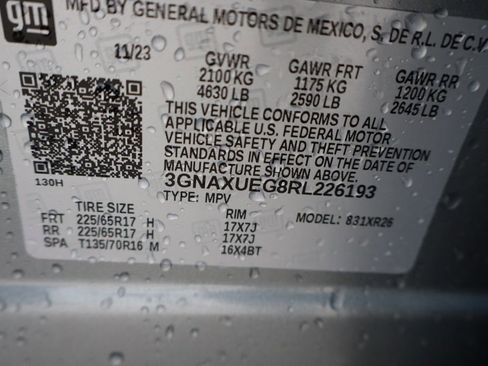 gm
MFD BY GENERAL MOTORS DE MEXICO, S. DE R.L. DE C.V
11/23
GVWR
2100 KG
4630 LB
GAWR FRT
1175 KG
2590 LB
GAWR RR
1200 KG
2645 LB
THIS VEHICLE CONFORMS TO ALL
APPLICABLE U.S. FEDERAL MOTOR
VEHICLE SAFETY AND THEFT PREVENTION
STANDARDS IN EFFECT ON THE DATE OF
MANUFACTURE SHOWN ABOVE.
3GNAXUEG8RL226193
TYPE: MPV
MODEL: 831XR26
130H
TIRE SIZE RIM
FRT 225/65R17 H 17X7J
RR 225/65R17 H 17X7J
SPA T135/70R16 M 16X4BT